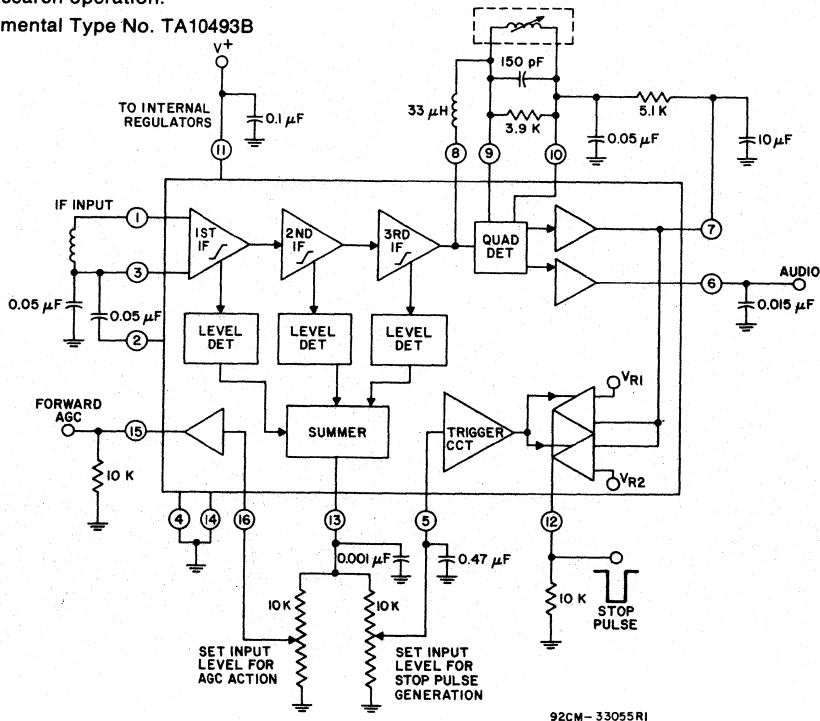 search operation.
mental Type No. TA10493B
V+
TO INTERNAL
REGULATORS
0.1 µF
11
150 pF
33 µH
3.9 K
5.1 K
0.05 µF
10 µF
8
9
10
IF INPUT
1
3
2
0.05 µF
0.05 µF
1ST
IF
2ND
IF
3RD
IF
QUAD
DET
7
6
AUDIO
0.015 µF
LEVEL
DET
LEVEL
DET
LEVEL
DET
SUMMER
TRIGGER
CCT
VR1
VR2
FORWARD
AGC
15
10 K
4
14
16
13
5
12
0.001 µF
0.47 µF
10K
10K
10 K
SET INPUT
LEVEL FOR
AGC ACTION
SET INPUT
LEVEL FOR
STOP PULSE
GENERATION
STOP
PULSE
92CM-33055RI